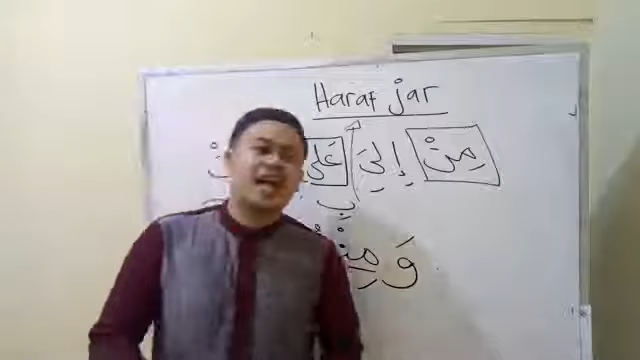 Haraf jar
مِنْ إِلَى عَلَى
بِ
وَ مِنْ